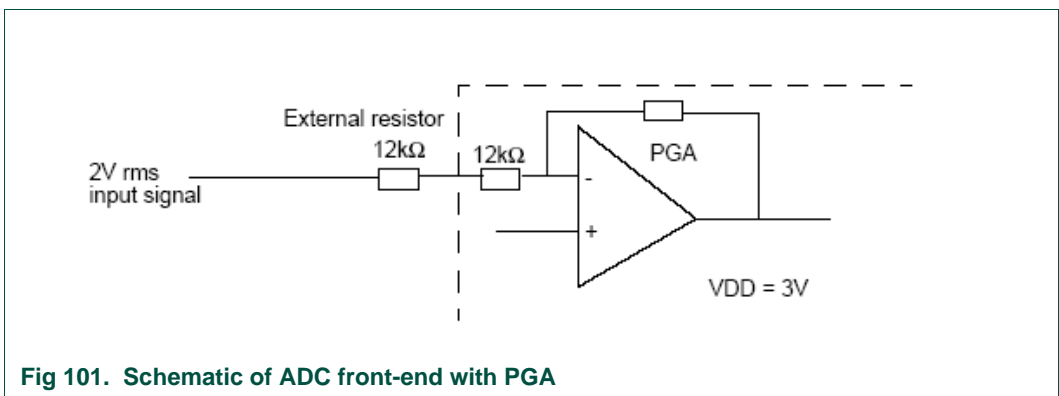 External resistor
12kΩ
12kΩ
PGA
2V rms
input signal
-
+
VDD = 3V
Fig 101. Schematic of ADC front-end with PGA